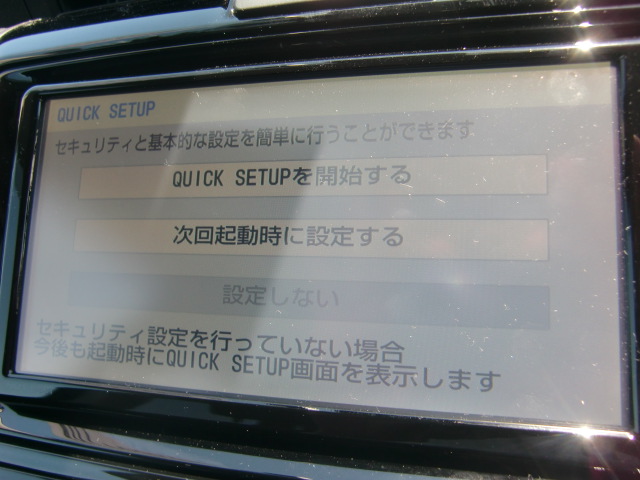 QUICK SETUP
セキュリティと基本的な設定を簡単に行うことができます
QUICK SETUPを開始する
次回起動時に設定する
設定しない
セキュリティ設定を行っていない場合
今後も起動時にQUICK SETUP画面を表示します